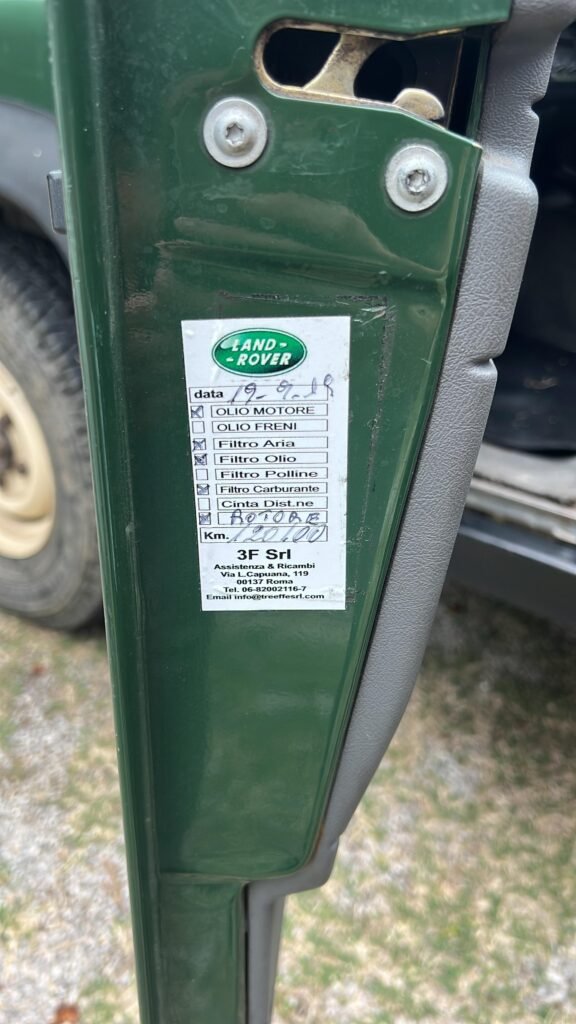 LAND-
-ROVER
data 19-9-19
OLIO MOTORE
OLIO FRENI
Filtro Aria
Filtro Olio
Filtro Polline
Filtro Carburante
Cinta Dist.ne
ROTORE
Km. 120100
3F Srl
Assistenza & Ricambi
Via L.Capuana, 119
00137 Roma
Tel. 06-82002116-7
Email info@treeffesrl.com